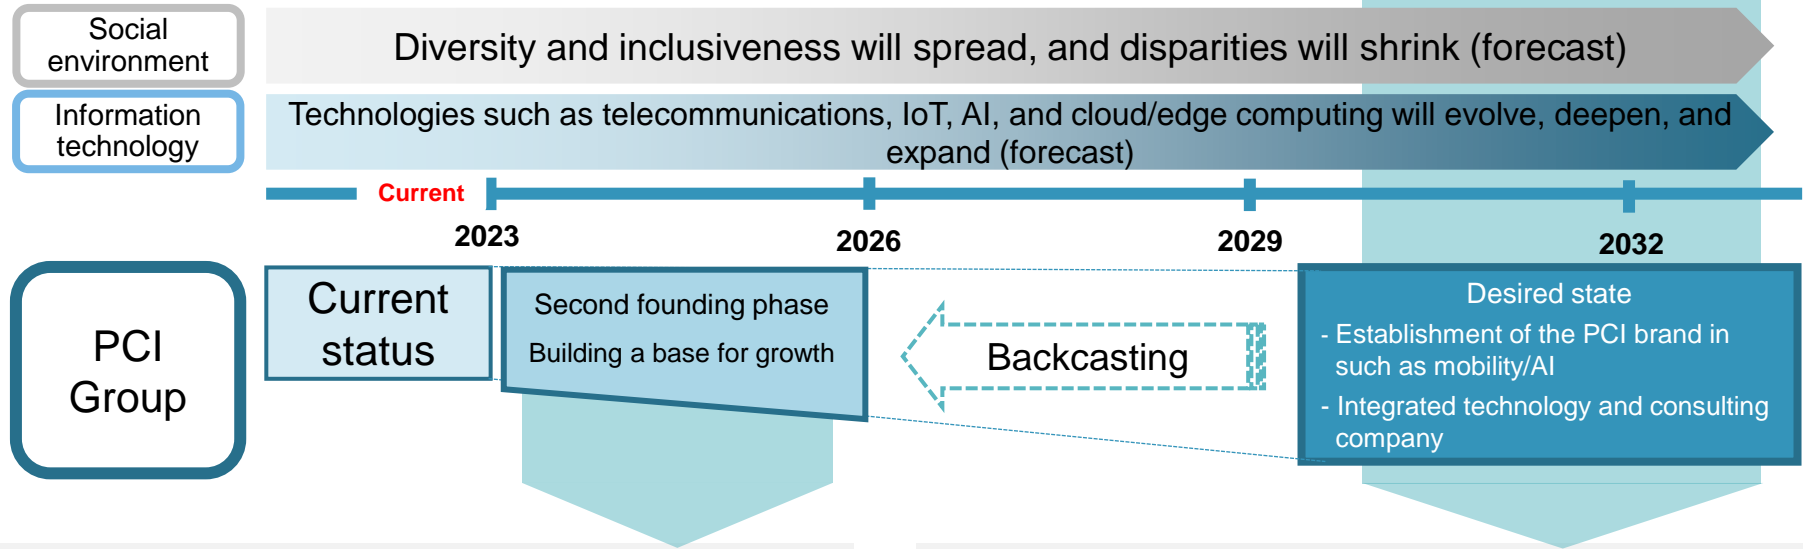 Social
environment
Diversity and inclusiveness will spread, and disparities will shrink (forecast)
Information
technology
Technologies such as telecommunications, IoT, AI, and cloud/edge computing will evolve, deepen, and
expand (forecast)
Current
2023
2026
2029
2032
PCI
Group
Current
status
Second founding phase
Building a base for growth
Backcasting
Desired state
- Establishment of the PCI brand in
such as mobility/AI
- Integrated technology and consulting
company